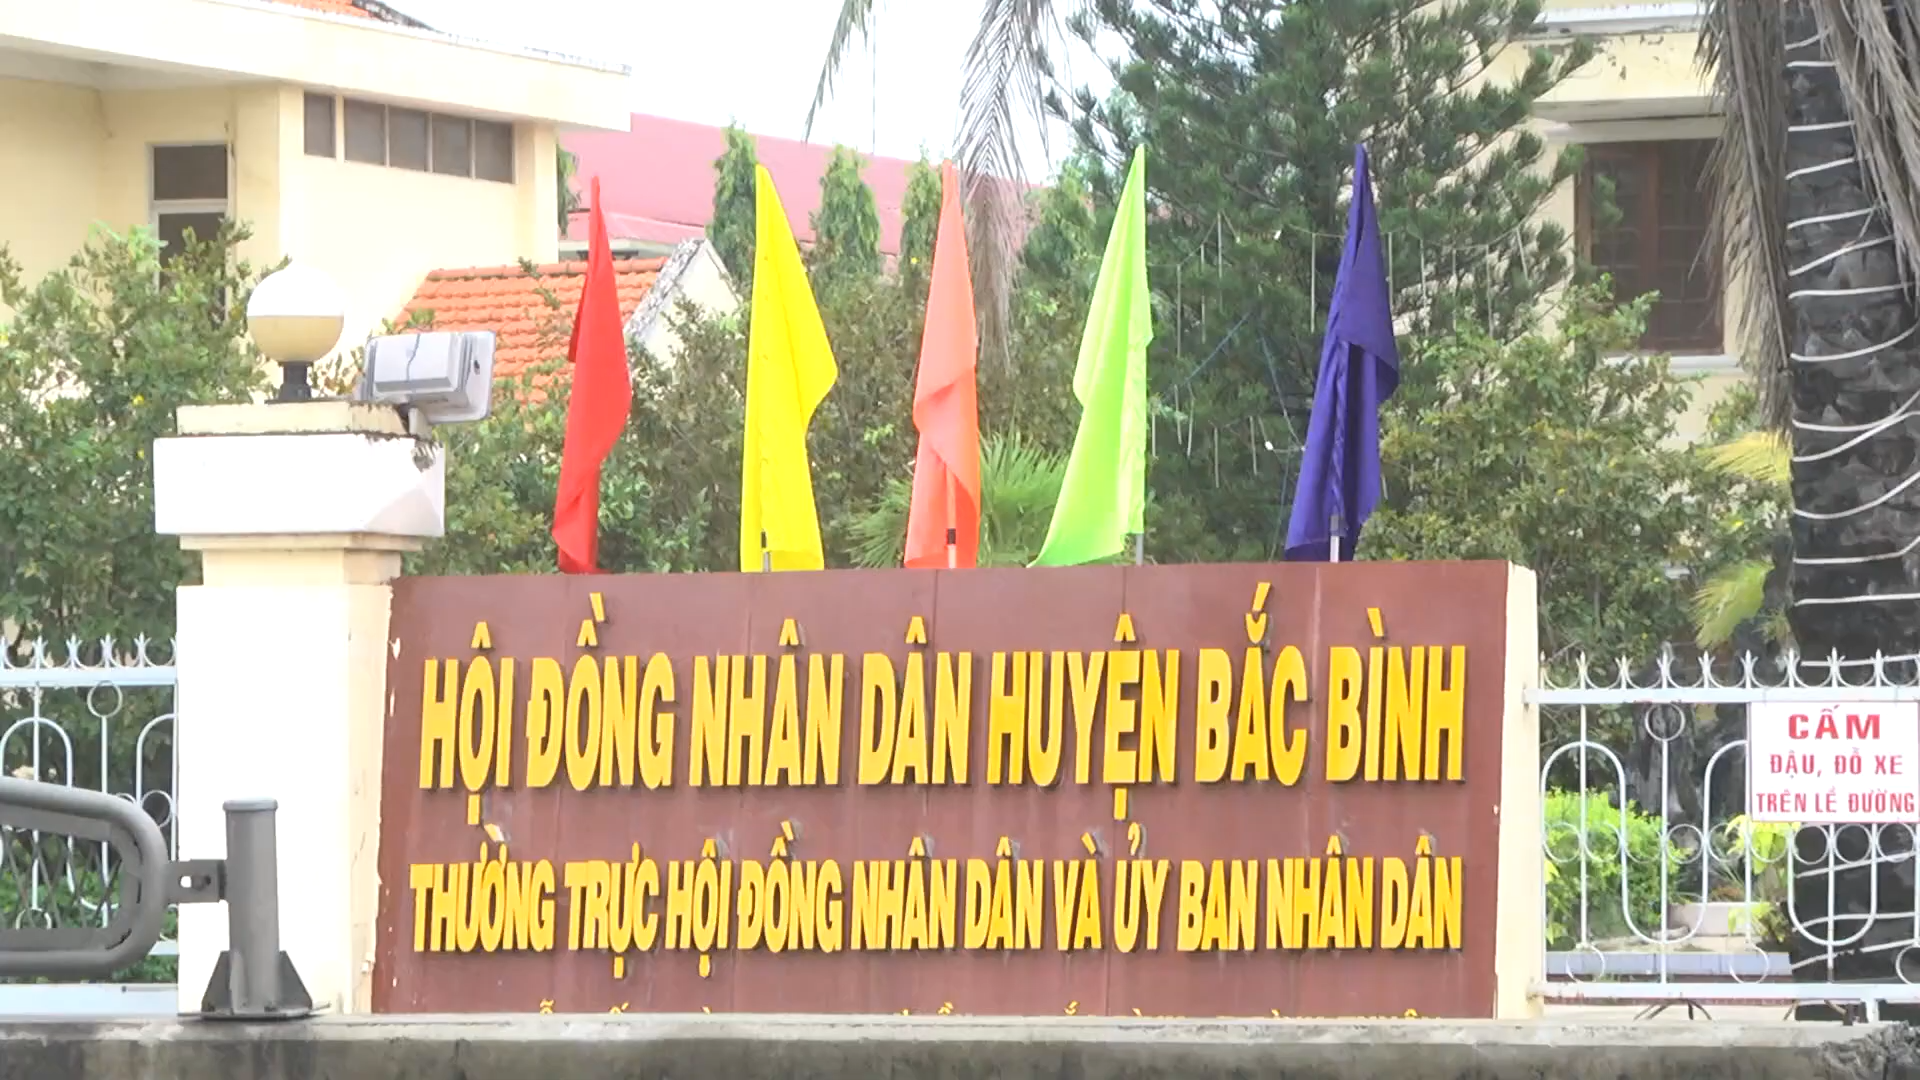 HỘI ĐỒNG NHÂN DÂN HUYỆN BẮC BÌNH
THƯỜNG TRỰC HỘI ĐỒNG NHÂN DÂN VÀ ỦY BAN NHÂN DÂN
CẤM
ĐẬU, ĐỖ XE
TRÊN LỀ ĐƯỜNG